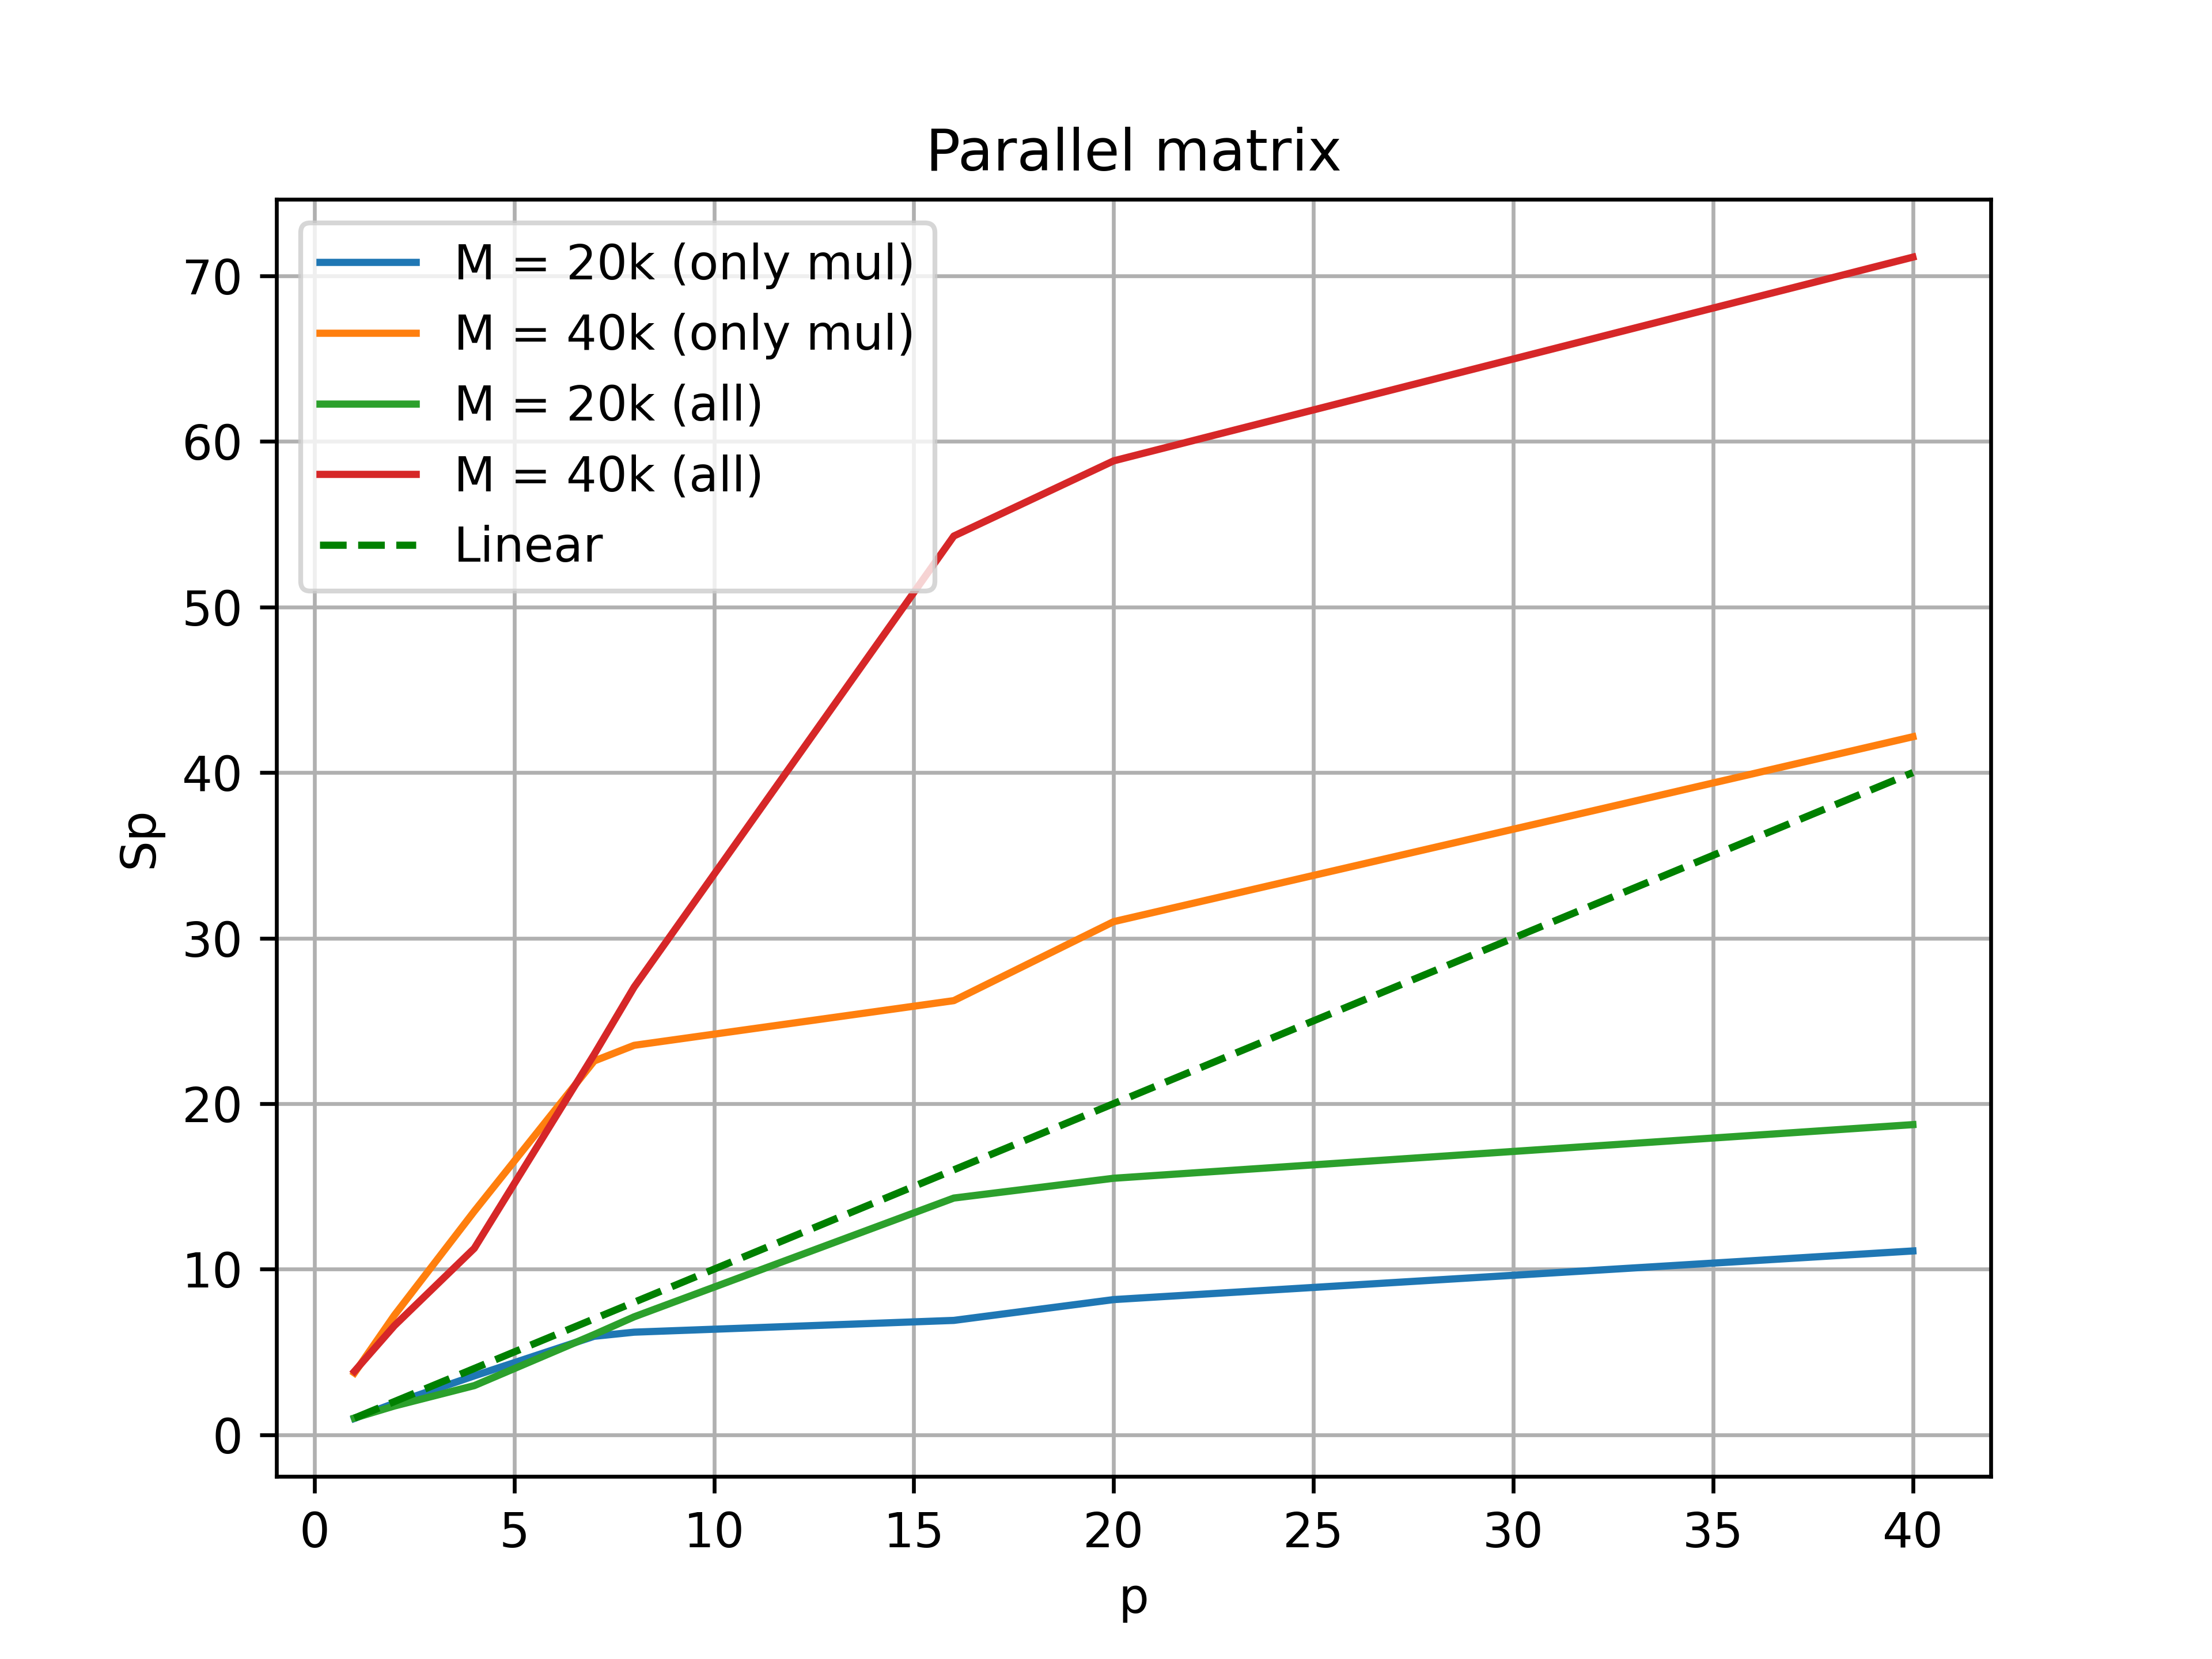 Parallel matrix
M = 20k (only mul)
M = 40k (only mul)
M = 20k (all)
M = 40k (all)
Linear
70
60
50
40
30
20
10
0
Sp
0 5 10 15 20 25 30 35 40
p